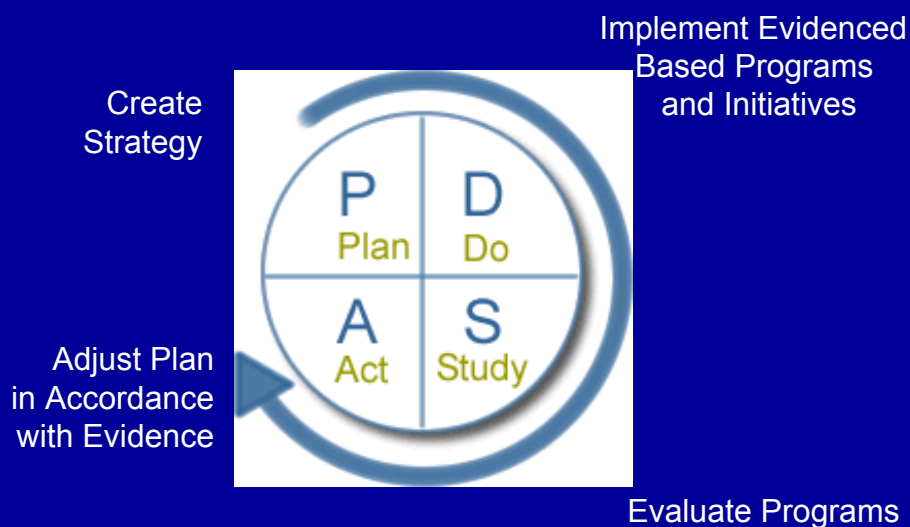 Implement Evidenced
Based Programs
and Initiatives
Create
Strategy
P
Plan
D
Do
A
Act
S
Study
Adjust Plan
in Accordance
with Evidence
Evaluate Programs